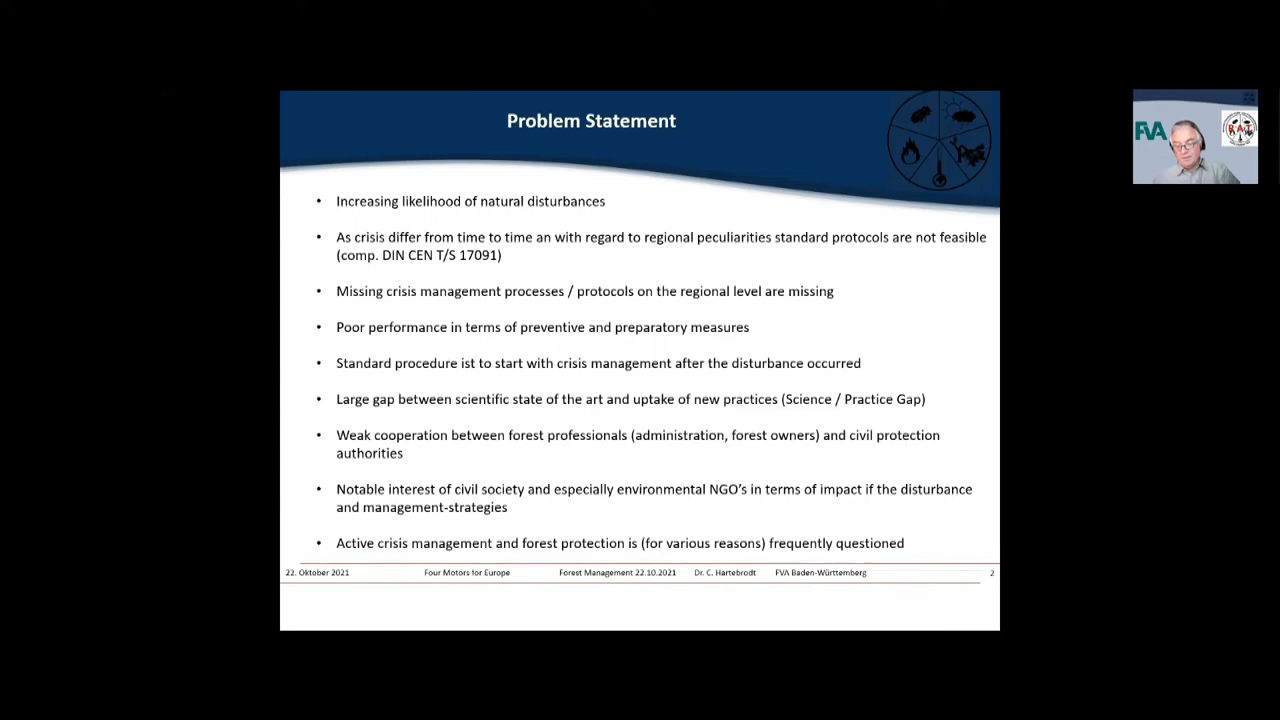 Problem Statement
• Increasing likelihood of natural disturbances
• As crisis differ from time to time an with regard to regional peculiarities standard protocols are not feasible
(comp. DIN CEN T/S 17091)
• Missing crisis management processes / protocols on the regional level are missing
• Poor performance in terms of preventive and preparatory measures
• Standard procedure ist to start with crisis management after the disturbance occurred
• Large gap between scientific state of the art and uptake of new practices (Science / Practice Gap)
• Weak cooperation between forest professionals (administration, forest owners) and civil protection
authorities
• Notable interest of civil society and especially environmental NGO's in terms of impact if the disturbance
and management-strategies
• Active crisis management and forest protection is (for various reasons) frequently questioned
22. Oktober 2021 Four Motors for Europe Forest Management 22.10.2021 Dr. C. Hartebrodt FVA Baden-Württemberg 2
FVA